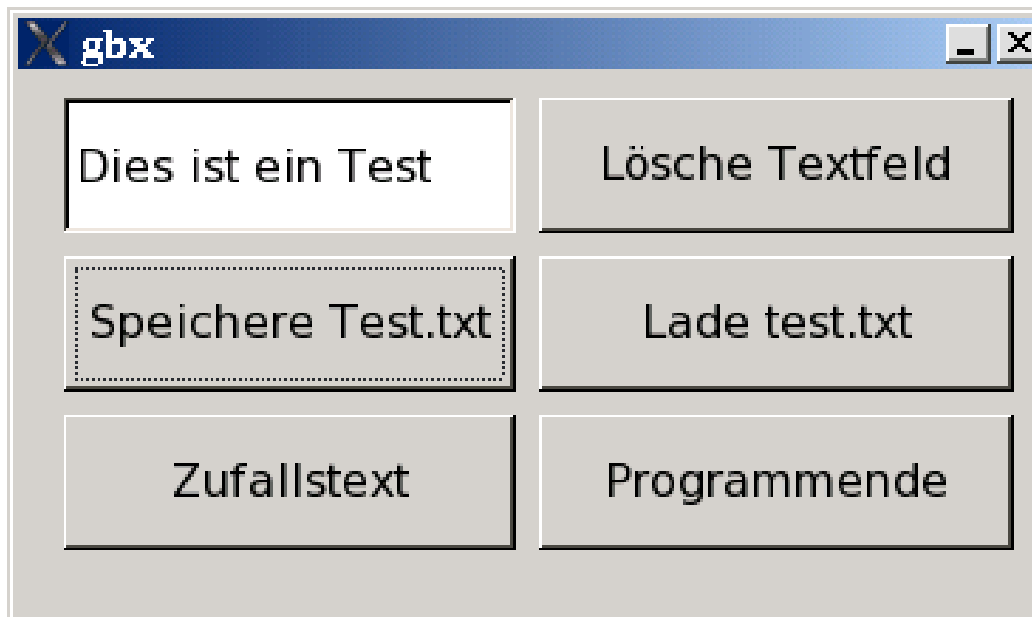 gbx
Dies ist ein Test
Lösche Textfeld
Speichere Test.txt
Lade test.txt
Zufallstext
Programmende